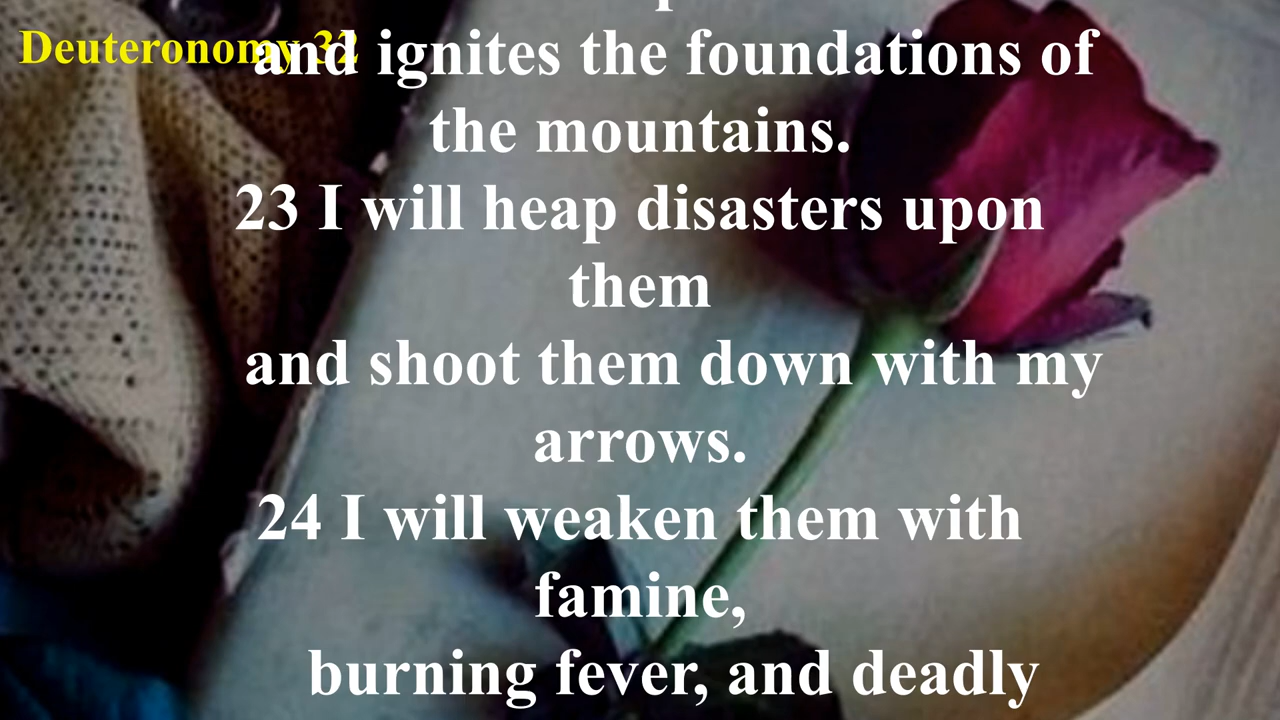 Deuteronomy 32
and ignites the foundations of
the mountains.
23 I will heap disasters upon
them
and shoot them down with my
arrows.
24 I will weaken them with
famine,
burning fever, and deadly